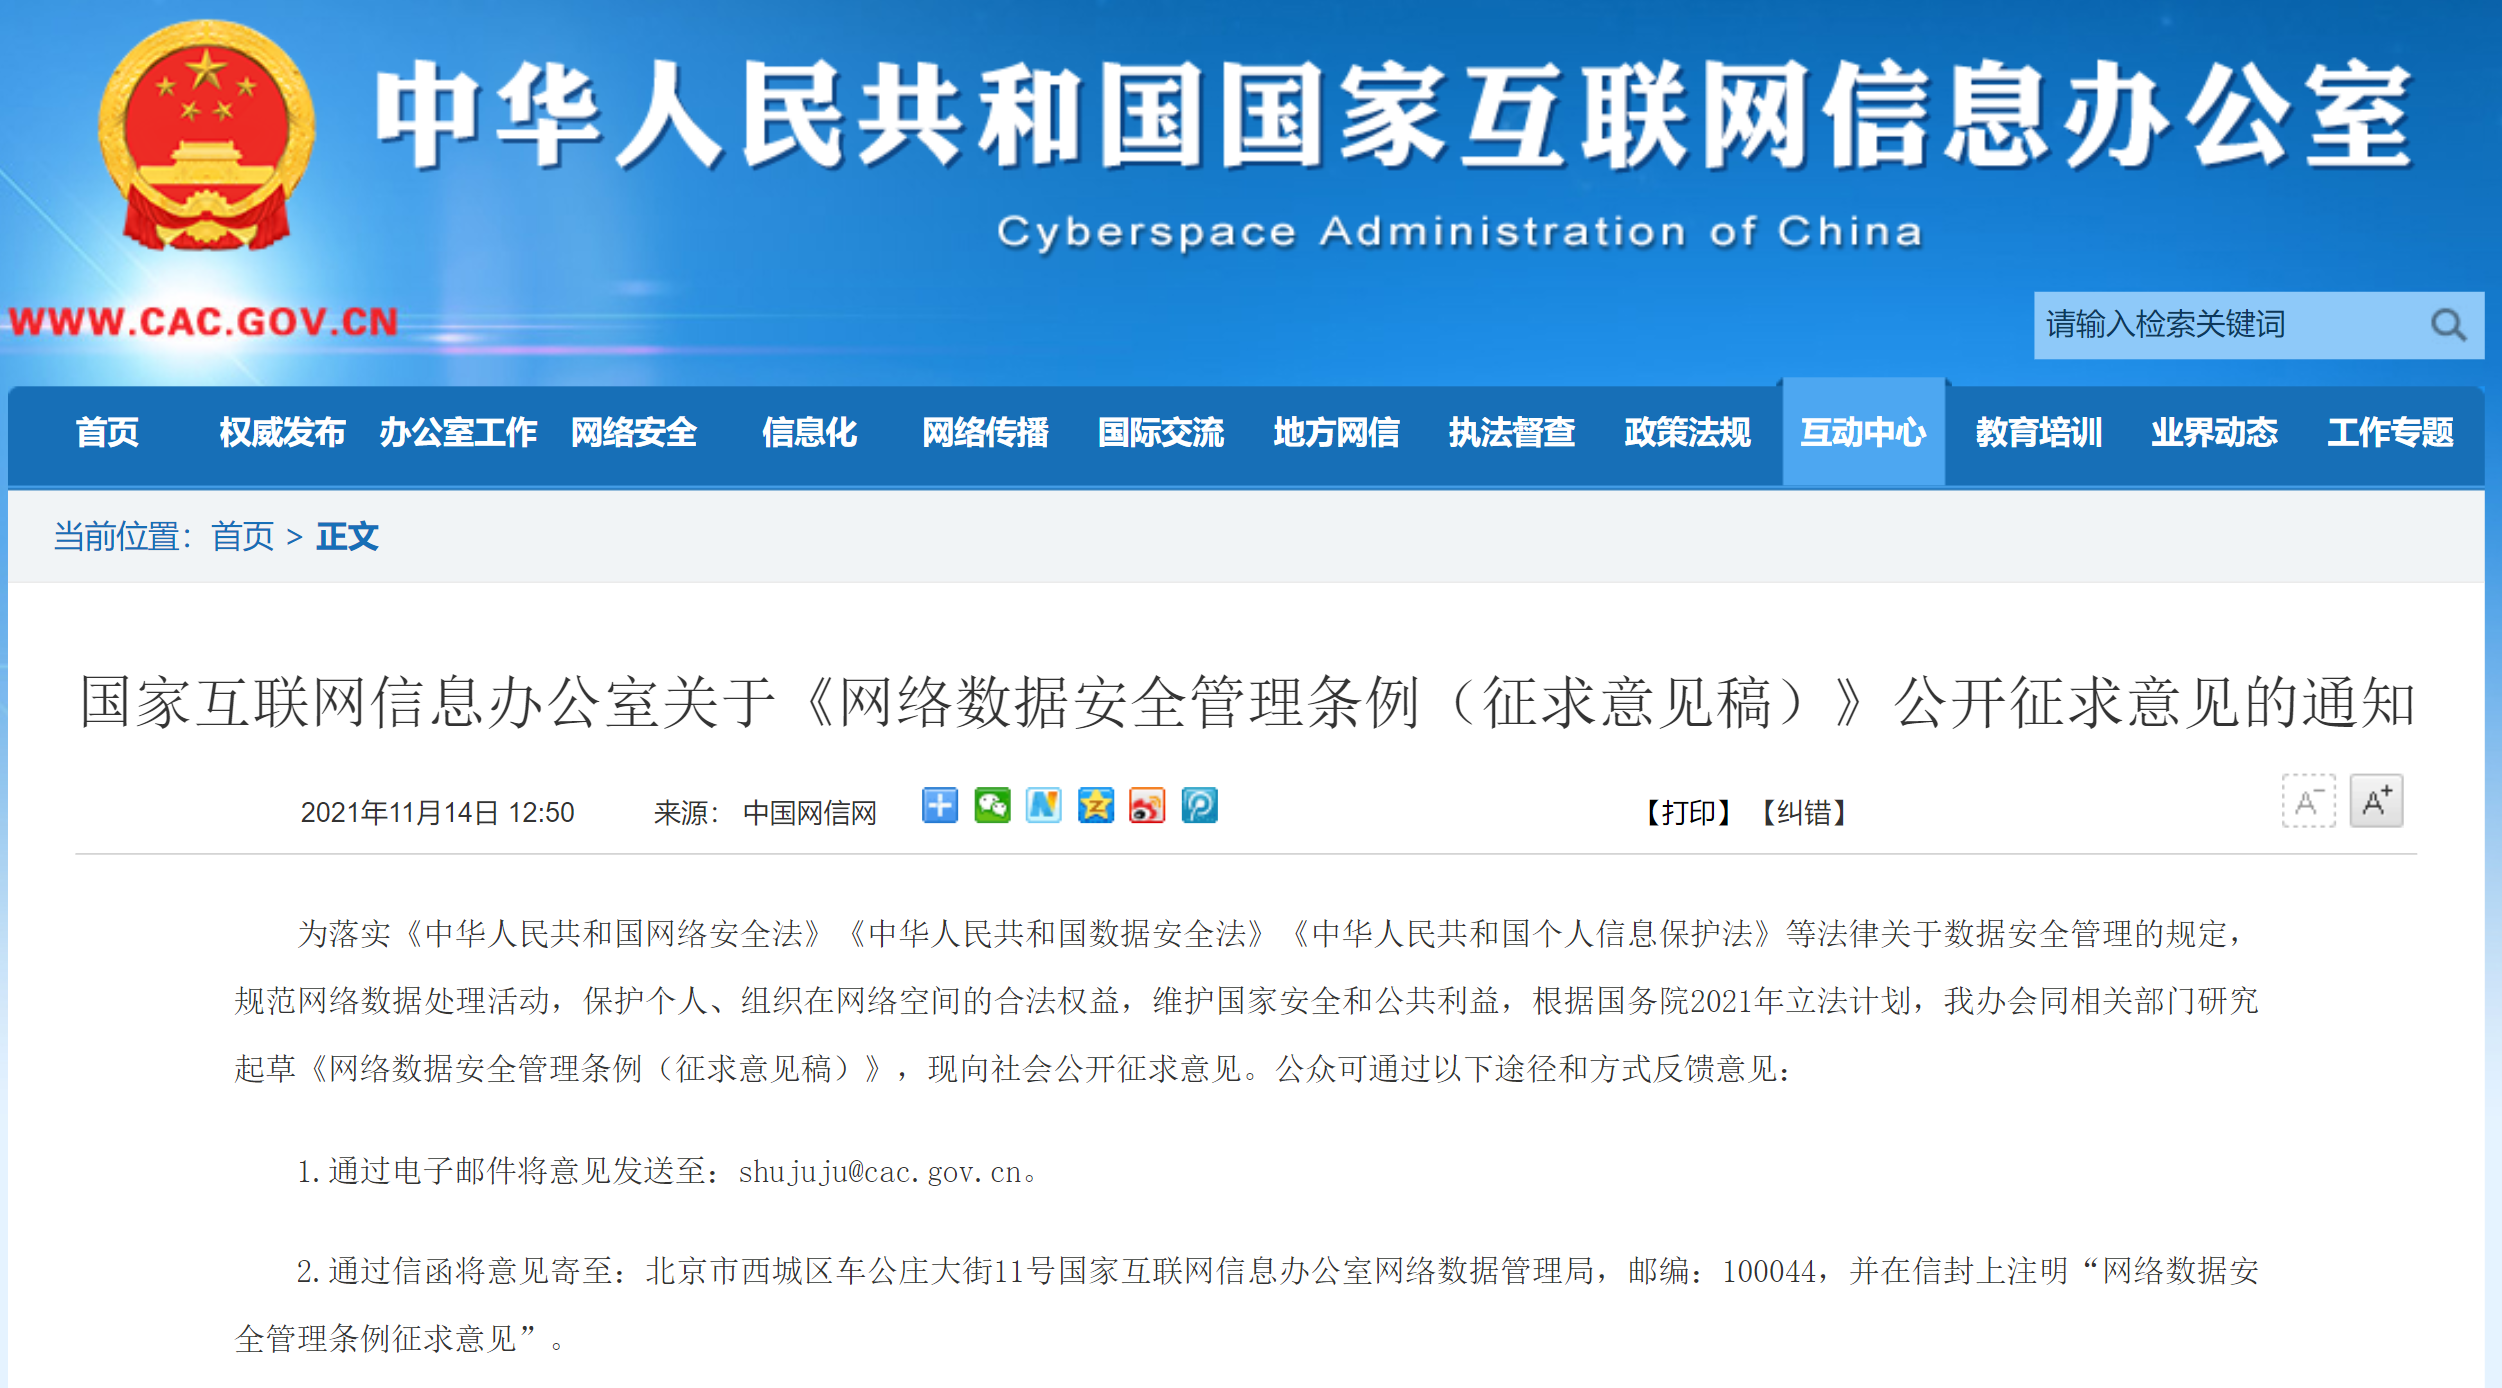 中华人民共和国国家互联网信息办公室
Cyberspace Administration of China
WWW.CAC.GOV.CN
请输入检索关键词
首页 权威发布 办公室工作 网络安全 信息化 网络传播 国际交流 地方网信 执法督查 政策法规 互动中心 教育培训 业界动态 工作专题
当前位置：首页 > 正文
国家互联网信息办公室关于《网络数据安全管理条例（征求意见稿）》公开征求意见的通知
2021年11月14日 12:50 来源： 中国网信网 【打印】【纠错】 A- A+
为落实《中华人民共和国网络安全法》《中华人民共和国数据安全法》《中华人民共和国个人信息保护法》等法律关于数据安全管理的规定，
规范网络数据处理活动，保护个人、组织在网络空间的合法权益，维护国家安全和公共利益，根据国务院2021年立法计划，我办会同相关部门研究
起草《网络数据安全管理条例（征求意见稿）》，现向社会公开征求意见。公众可通过以下途径和方式反馈意见：
1.通过电子邮件将意见发送至：shujuju@cac.gov.cn。
2.通过信函将意见寄至：北京市西城区车公庄大街11号国家互联网信息办公室网络数据管理局，邮编：100044，并在信封上注明“网络数据安
全管理条例征求意见”。